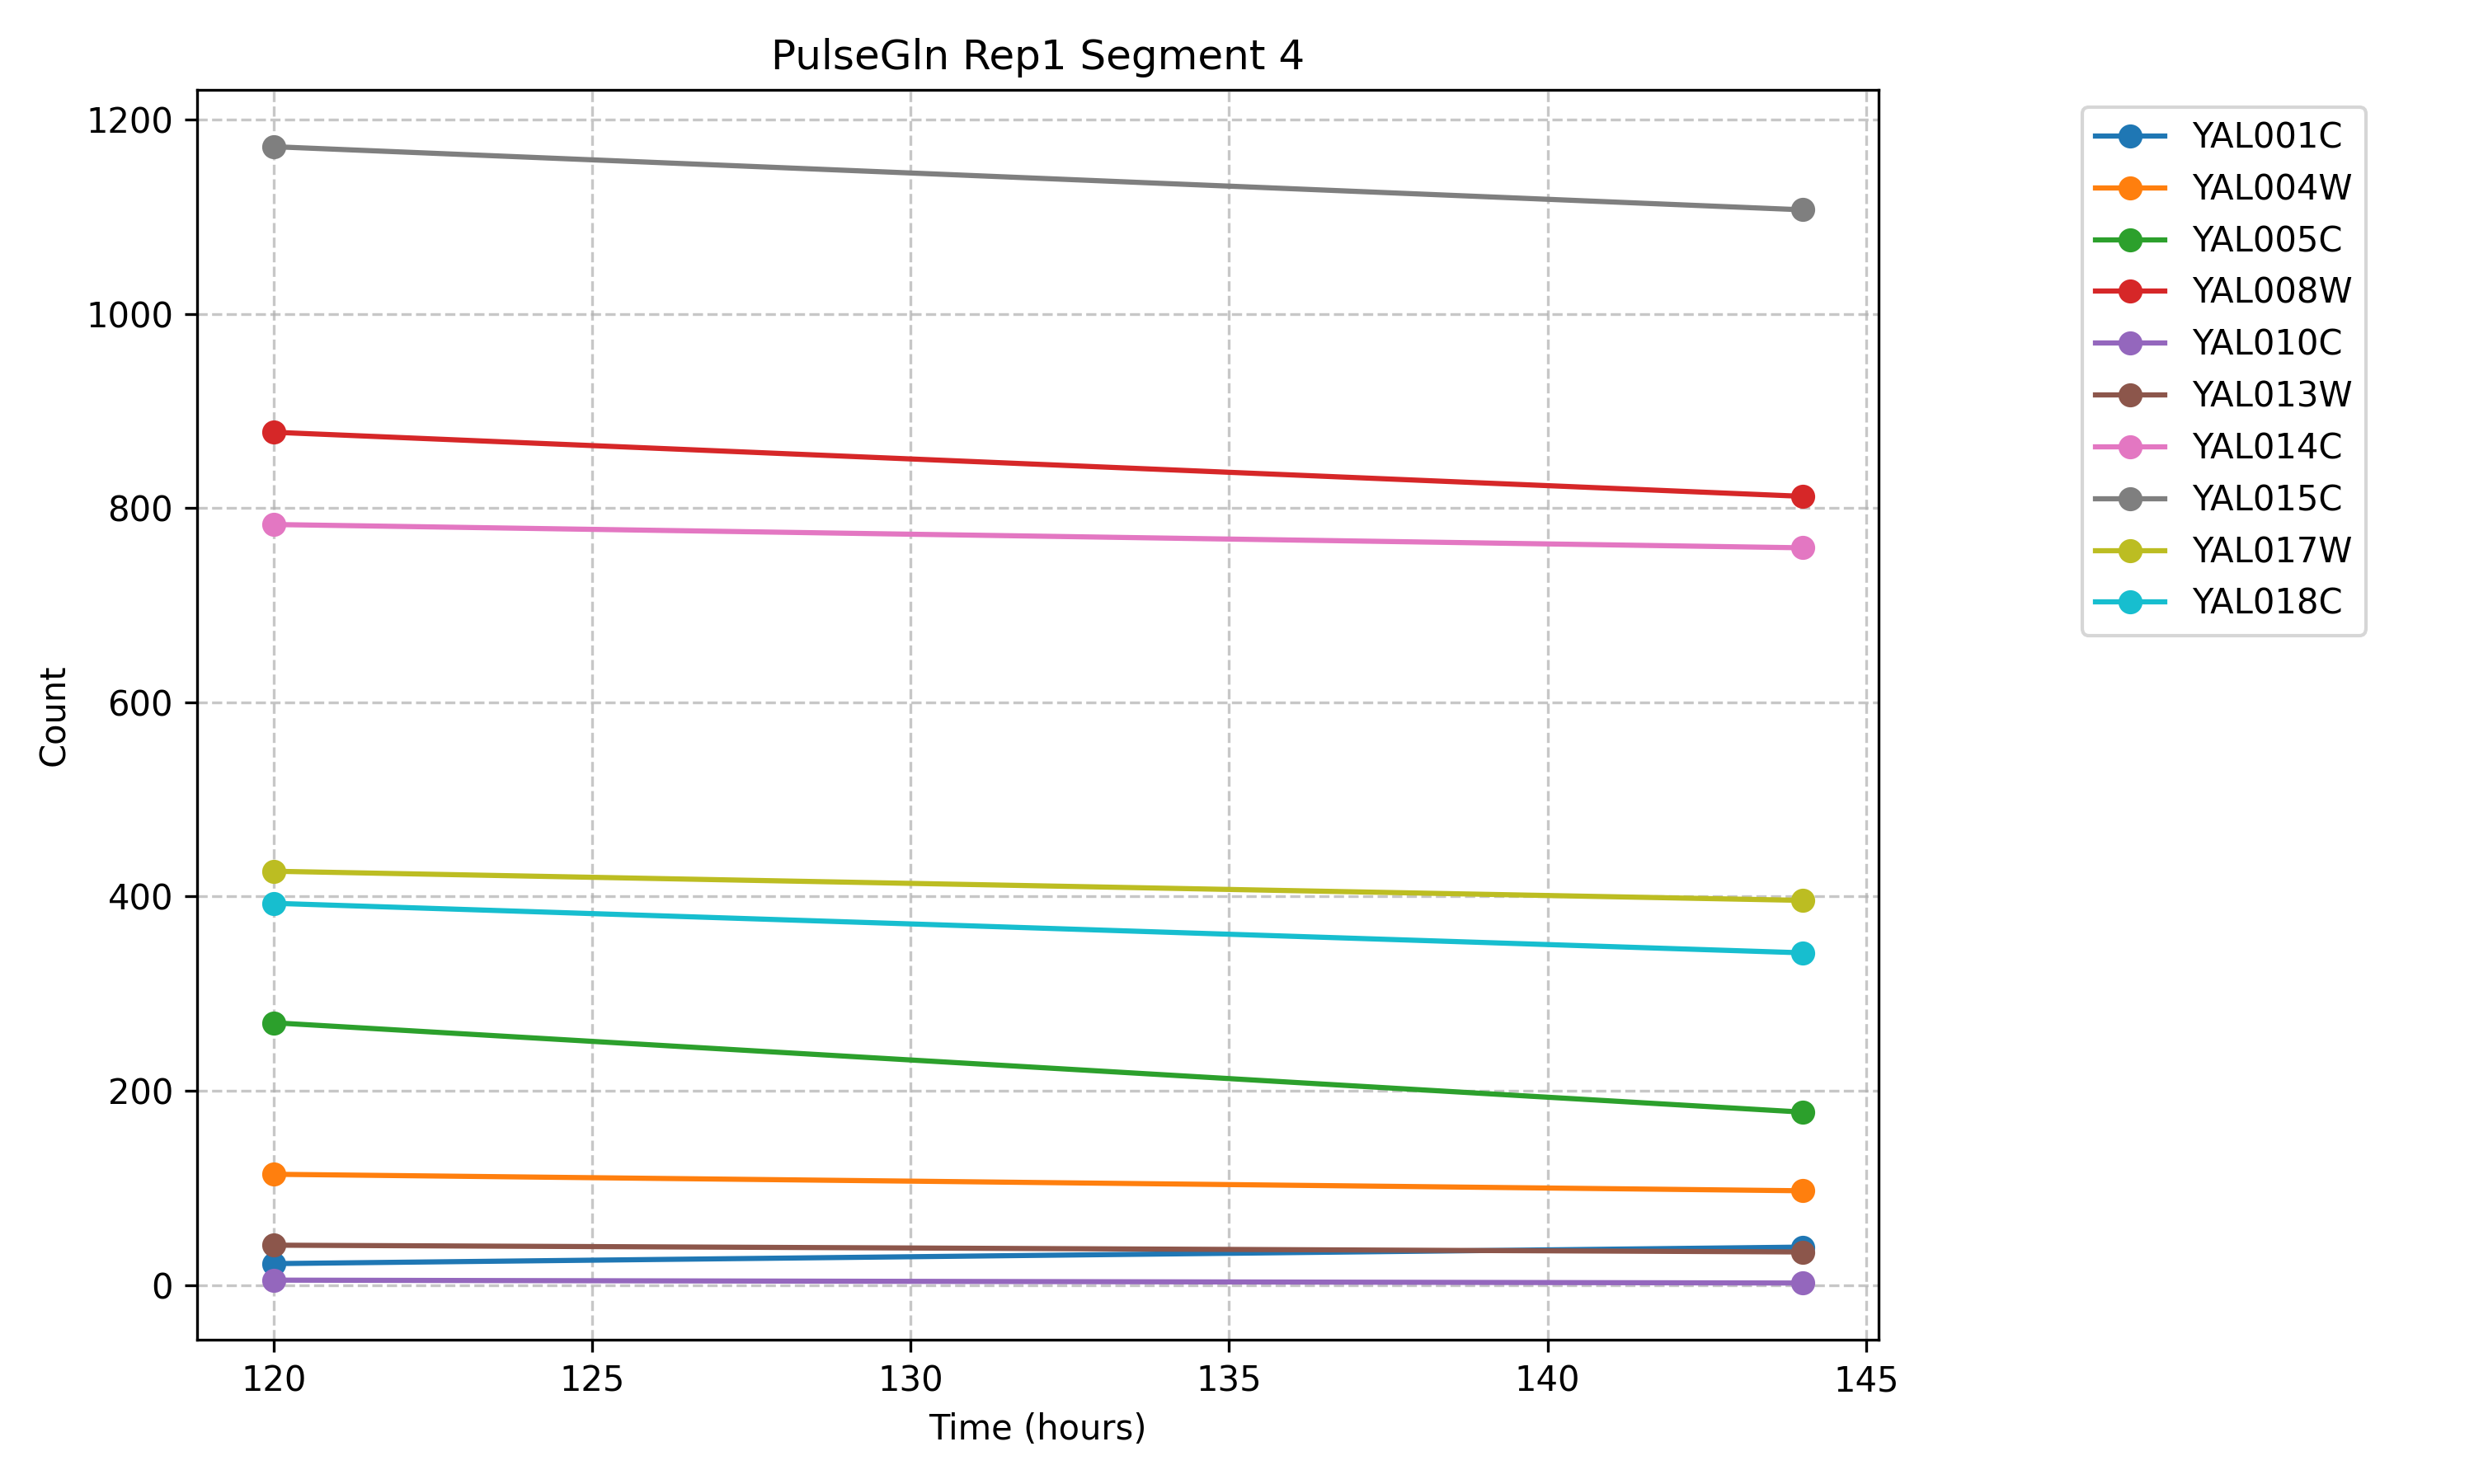 PulseGln Rep1 Segment 4
1200
1000
800
600
400
200
0
Count
120 125 130 135 140 145
Time (hours)
YAL001C
YAL004W
YAL005C
YAL008W
YAL010C
YAL013W
YAL014C
YAL015C
YAL017W
YAL018C